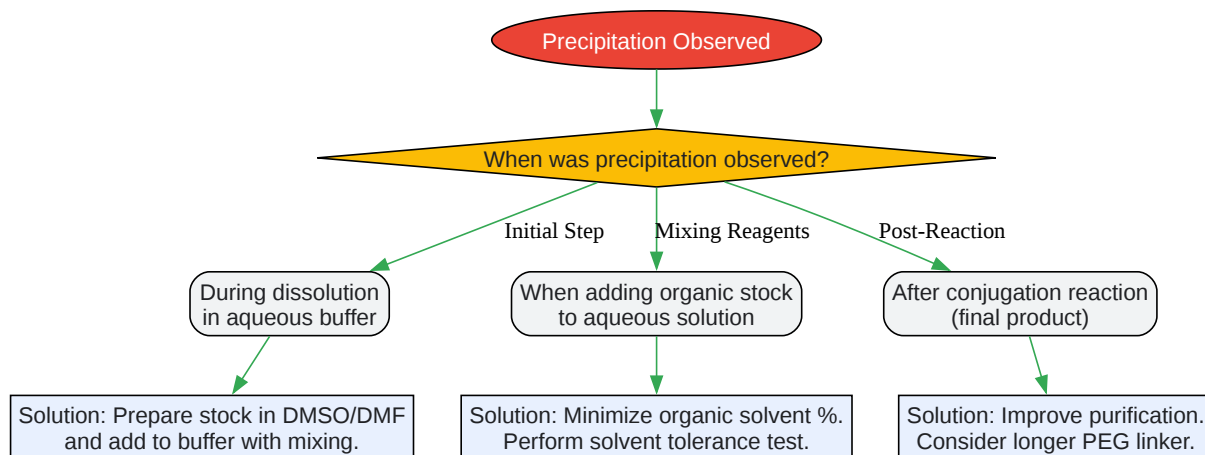 Precipitation Observed
When was precipitation observed?
Initial Step
Mixing Reagents
Post-Reaction
During dissolution
in aqueous buffer
When adding organic stock
to aqueous solution
After conjugation reaction
(final product)
Solution: Prepare stock in DMSO/DMF
and add to buffer with mixing.
Solution: Minimize organic solvent %.
Perform solvent tolerance test.
Solution: Improve purification.
Consider longer PEG linker.